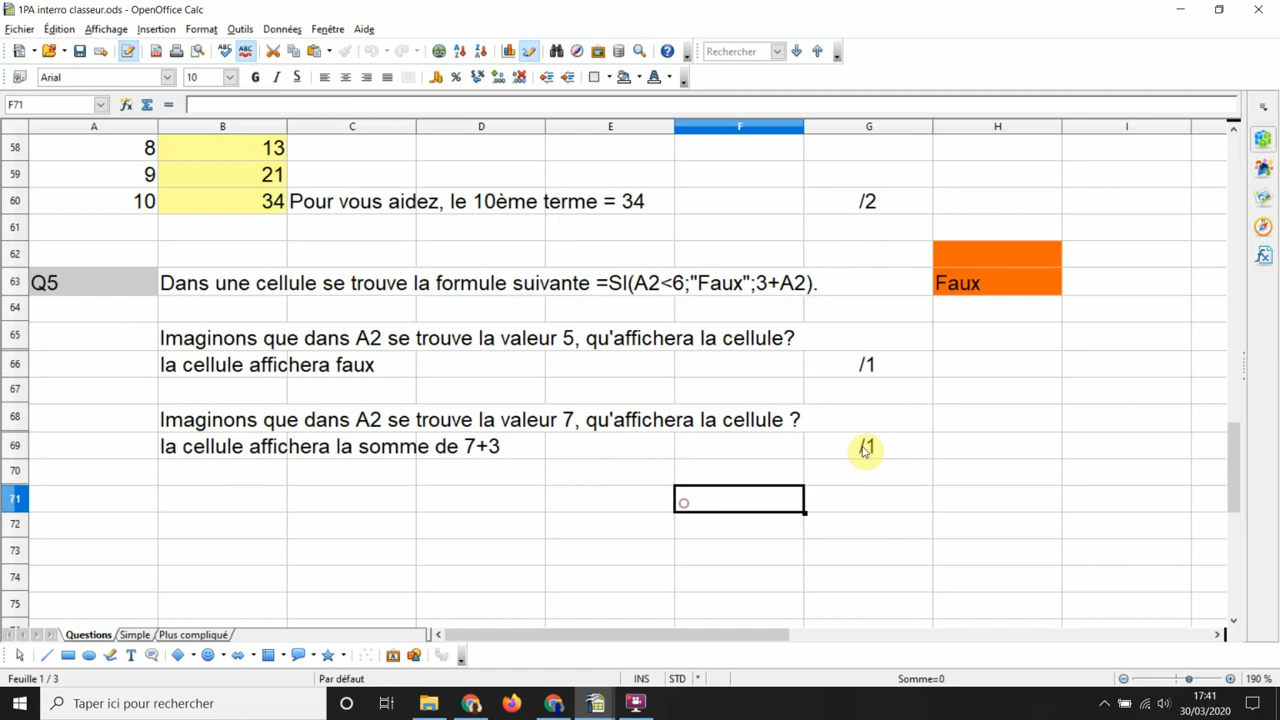 1PA interro classeur.ods - OpenOffice Calc
Fichier Édition Affichage Insertion Format Outils Données Fenêtre Aide
Rechercher
Arial 10
F71
A B C D E F G H I
58 8 13
59 9 21
60 10 34 Pour vous aidez, le 10ème terme = 34 /2
61
62
63 Q5 Dans une cellule se trouve la formule suivante =SI(A2<6;"Faux";3+A2). Faux
64
65 Imaginons que dans A2 se trouve la valeur 5, qu'affichera la cellule?
66 la cellule affichera faux /1
67
68 Imaginons que dans A2 se trouve la valeur 7, qu'affichera la cellule ?
69 la cellule affichera la somme de 7+3 /1
70
71
72
73
74
75
Questions Simple Plus compliqué
Feuille 1 / 3 Par défaut INS STD * Somme=0 190 %
Taper ici pour rechercher
17:41
30/03/2020